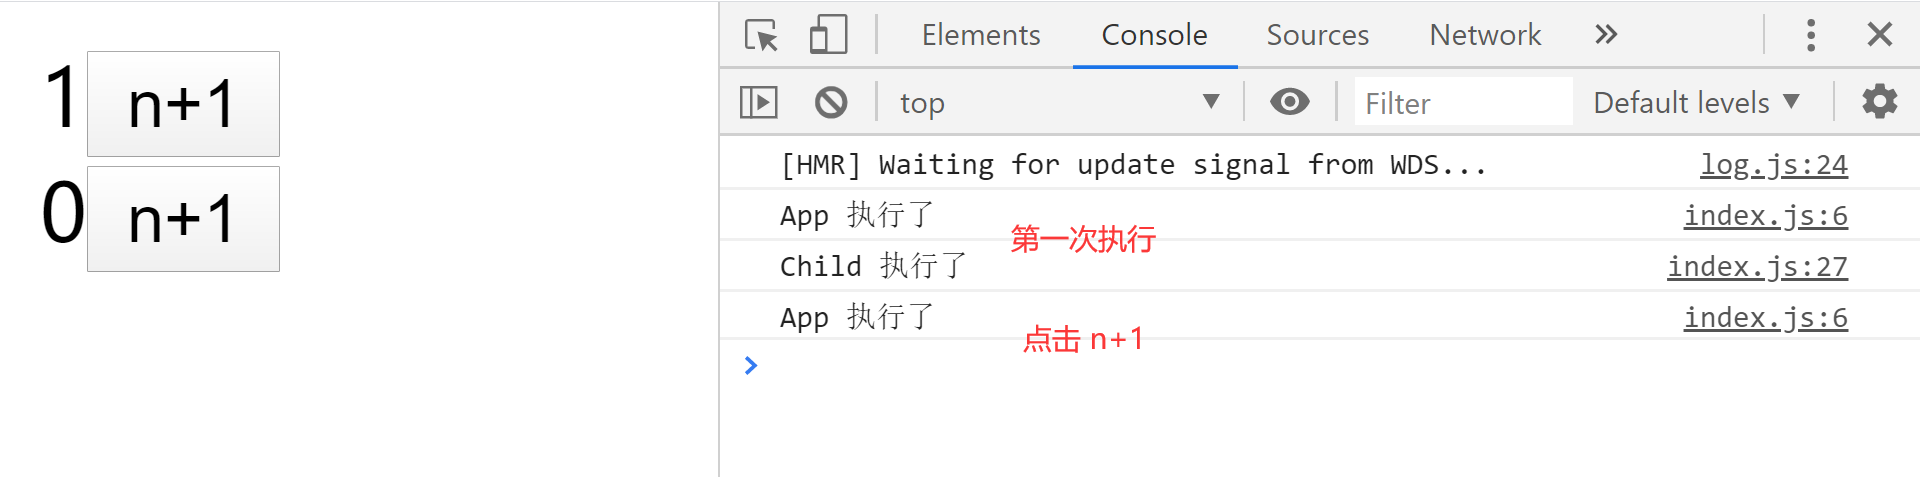 1 n+1
0 n+1
Elements Console Sources Network
top Filter Default levels
[HMR] Waiting for update signal from WDS... log.js:24
App 执行了 index.js:6
第一次执行
Child 执行了 index.js:27
App 执行了 index.js:6
点击 n+1